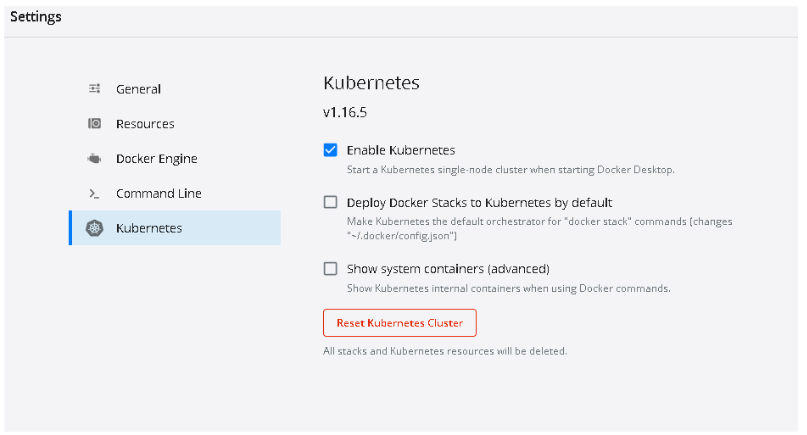 Settings
General
Resources
Docker Engine
Command Line
Kubernetes
Kubernetes
v1.16.5
Enable Kubernetes
Start a Kubernetes single-node cluster when starting Docker Desktop.
Deploy Docker Stacks to Kubernetes by default
Make Kubernetes the default orchestrator for "docker stack" commands (changes
"~/.docker/config.json")
Show system containers (advanced)
Show Kubernetes internal containers when using Docker commands.
Reset Kubernetes Cluster
All stacks and Kubernetes resources will be deleted.